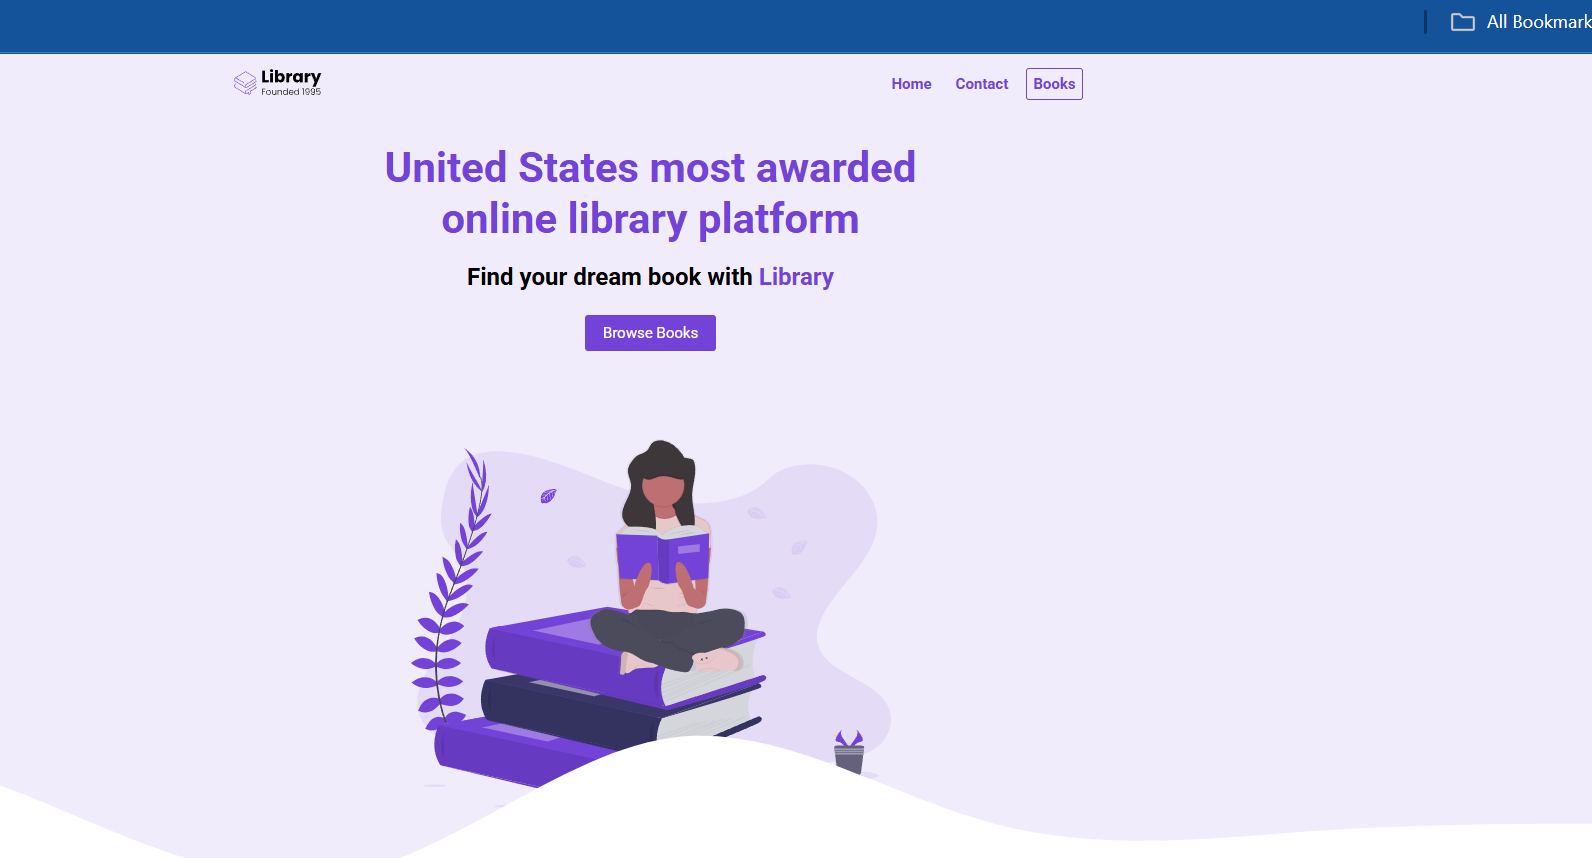 All Bookmark
Library
Founded 1995
Home Contact Books
United States most awarded
online library platform
Find your dream book with Library
Browse Books